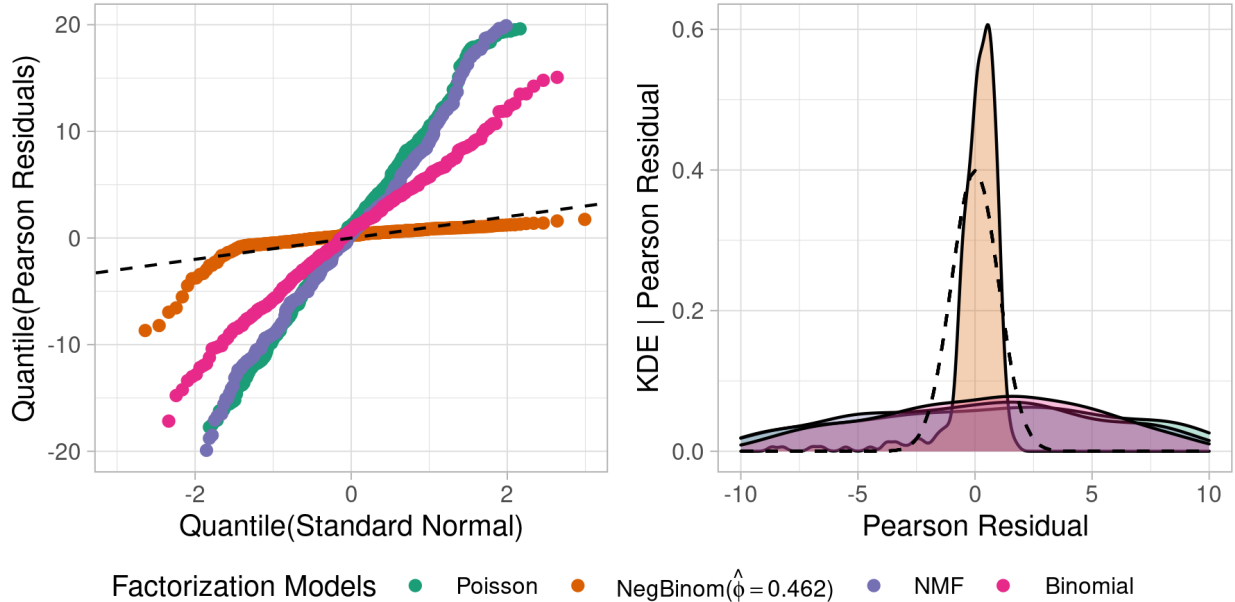 20
10
0
-10
-20
Quantile(Pearson Residuals)
-2 0 2
Quantile(Standard Normal)
0.6
0.4
0.2
0.0
KDE | Pearson Residual
-10 -5 0 5 10
Pearson Residual
Factorization Models Poisson NegBinom(ϕ̂ = 0.462) NMF Binomial